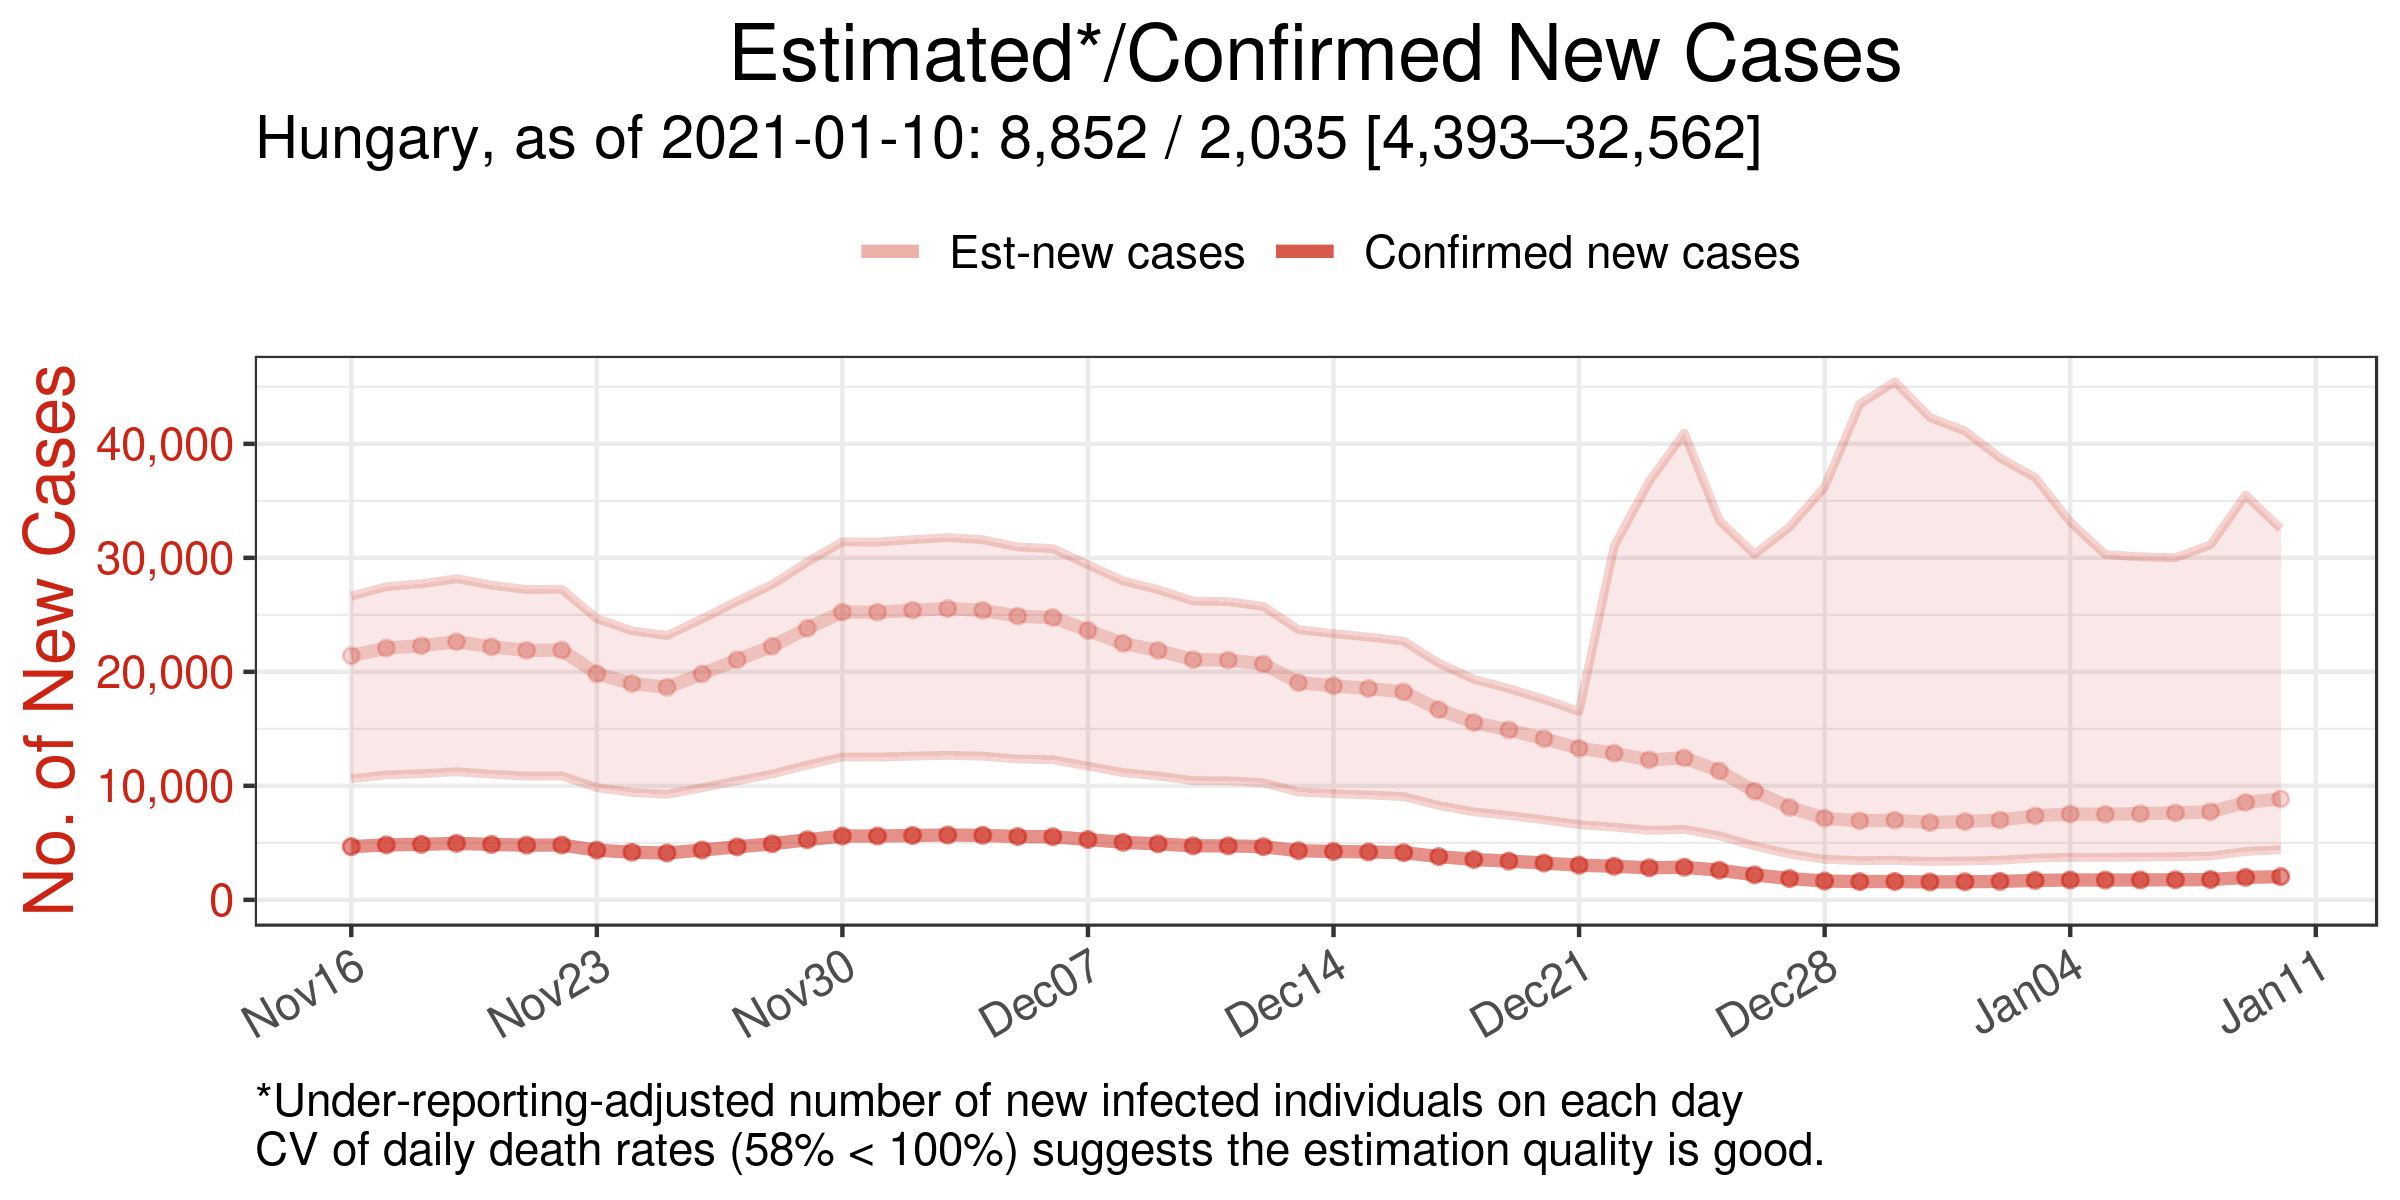 Estimated*/Confirmed New Cases
Hungary, as of 2021-01-10: 8,852 / 2,035 [4,393–32,562]
Est-new cases
Confirmed new cases
No. of New Cases
40,000
30,000
20,000
10,000
0
Nov16
Nov23
Nov30
Dec07
Dec14
Dec21
Dec28
Jan04
Jan11
*Under-reporting-adjusted number of new infected individuals on each day
CV of daily death rates (58% < 100%) suggests the estimation quality is good.